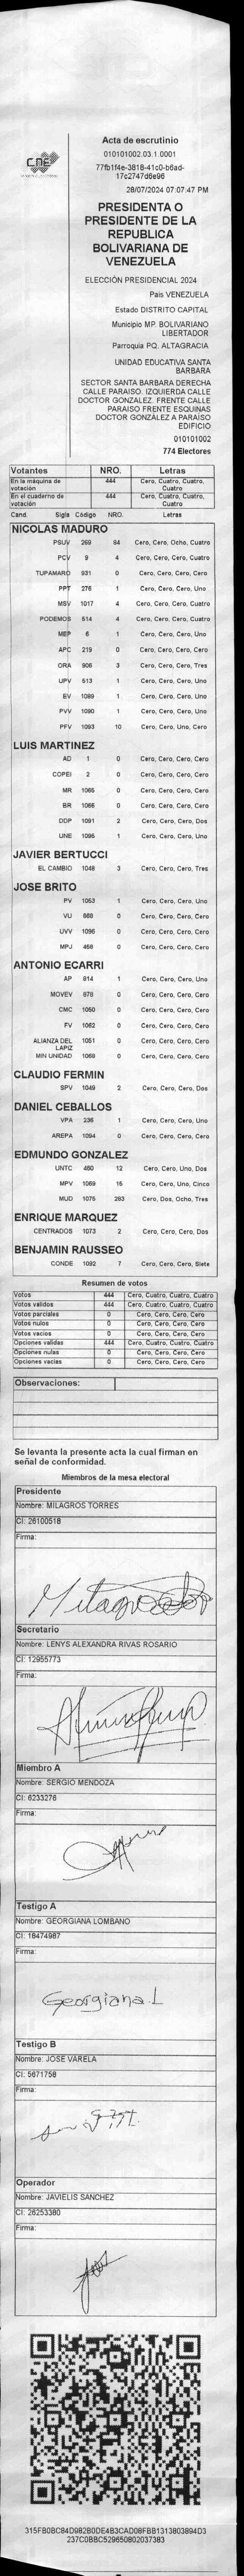 CNE
Acta de escrutinio
010101002.03.1.0001
77fb1f4e-3818-41c0-b6ad-
17c2747d6e96
28/07/2024 07:07:47 PM
PRESIDENTA O
PRESIDENTE DE LA
REPUBLICA
BOLIVARIANA DE
VENEZUELA
ELECCIÓN PRESIDENCIAL 2024
Pais VENEZUELA
Estado DISTRITO CAPITAL
Municipio MP. BOLIVARIANO
LIBERTADOR
Parroquia PQ. ALTAGRACIA
UNIDAD EDUCATIVA SANTA
BARBARA
SECTOR SANTA BARBARA DERECHA
CALLE PARAISO. IZQUIERDA CALLE
DOCTOR GONZALEZ. FRENTE CALLE
PARAISO FRENTE ESQUINAS
DOCTOR GONZALEZ A PARAISO
EDIFICIO
010101002
774 Electores
Votantes NRO. Letras
En la máquina de votación 444 Cero, Cuatro, Cuatro, Cuatro
En el cuaderno de votación 444 Cero, Cuatro, Cuatro, Cuatro
Cand. Sigla Código NRO. Letras
NICOLAS MADURO
PSUV 269 84 Cero, Cero, Ocho, Cuatro
PCV 9 4 Cero, Cero, Cero, Cuatro
TUPAMARO 931 0 Cero, Cero, Cero, Cero
PPT 276 1 Cero, Cero, Cero, Uno
MSV 1017 4 Cero, Cero, Cero, Cuatro
PODEMOS 514 4 Cero, Cero, Cero, Cuatro
MEP 6 1 Cero, Cero, Cero, Uno
APC 219 0 Cero, Cero, Cero, Cero
ORA 906 3 Cero, Cero, Cero, Tres
UPV 513 1 Cero, Cero, Cero, Uno
EV 1089 1 Cero, Cero, Cero, Uno
PVV 1090 1 Cero, Cero, Cero, Uno
PFV 1093 10 Cero, Cero, Uno, Cero
LUIS MARTINEZ
AD 1 0 Cero, Cero, Cero, Cero
COPEI 2 0 Cero, Cero, Cero, Cero
MR 1065 0 Cero, Cero, Cero, Cero
BR 1066 0 Cero, Cero, Cero, Cero
DDP 1091 2 Cero, Cero, Cero, Dos
UNE 1095 1 Cero, Cero, Cero, Uno
JAVIER BERTUCCI
EL CAMBIO 1048 3 Cero, Cero, Cero, Tres
JOSE BRITO
PV 1053 1 Cero, Cero, Cero, Uno
VU 888 0 Cero, Cero, Cero, Cero
UVV 1096 0 Cero, Cero, Cero, Cero
MPJ 458 0 Cero, Cero, Cero, Cero
ANTONIO ECARRI
AP 814 1 Cero, Cero, Cero, Uno
MOVEV 878 0 Cero, Cero, Cero, Cero
CMC 1050 0 Cero, Cero, Cero, Cero
FV 1062 0 Cero, Cero, Cero, Cero
ALIANZA DEL LAPIZ 1051 0 Cero, Cero, Cero, Cero
MIN UNIDAD 1068 0 Cero, Cero, Cero, Cero
CLAUDIO FERMIN
SPV 1049 2 Cero, Cero, Cero, Dos
DANIEL CEBALLOS
VPA 236 1 Cero, Cero, Cero, Uno
AREPA 1094 0 Cero, Cero, Cero, Cero
EDMUNDO GONZALEZ
UNTC 460 12 Cero, Cero, Uno, Dos
MPV 1069 15 Cero, Cero, Uno, Cinco
MUD 1075 283 Cero, Dos, Ocho, Tres
ENRIQUE MARQUEZ
CENTRADOS 1073 2 Cero, Cero, Cero, Dos
BENJAMIN RAUSSEO
CONDE 1092 7 Cero, Cero, Cero, Siete
Resumen de votos
Votos 444 Cero, Cuatro, Cuatro, Cuatro
Votos validos 444 Cero, Cuatro, Cuatro, Cuatro
Votos parciales 0 Cero, Cero, Cero, Cero
Votos nulos 0 Cero, Cero, Cero, Cero
Votos vacios 0 Cero, Cero, Cero, Cero
Opciones validas 444 Cero, Cuatro, Cuatro, Cuatro
Opciones nulas 0 Cero, Cero, Cero, Cero
Opciones vacias 0 Cero, Cero, Cero, Cero
Observaciones:
Se levanta la presente acta la cual firman en
señal de conformidad.
Miembros de la mesa electoral
Presidente
Nombre: MILAGROS TORRES
CI: 26100518
Firma:
Milagros
Secretario
Nombre: LENYS ALEXANDRA RIVAS ROSARIO
CI: 12955773
Firma:
Miembro A
Nombre: SERGIO MENDOZA
CI: 6233276
Firma:
Testigo A
Nombre: GEORGIANA LOMBANO
CI: 18474987
Firma:
Georgiana L
Testigo B
Nombre: JOSE VARELA
CI: 5671758
Firma:
Operador
Nombre: JAVIELIS SANCHEZ
CI: 26253380
Firma:
315FB0BC84D982B0DE4B3CAD08FBB1313803894D3
237C0BBC529650802037383